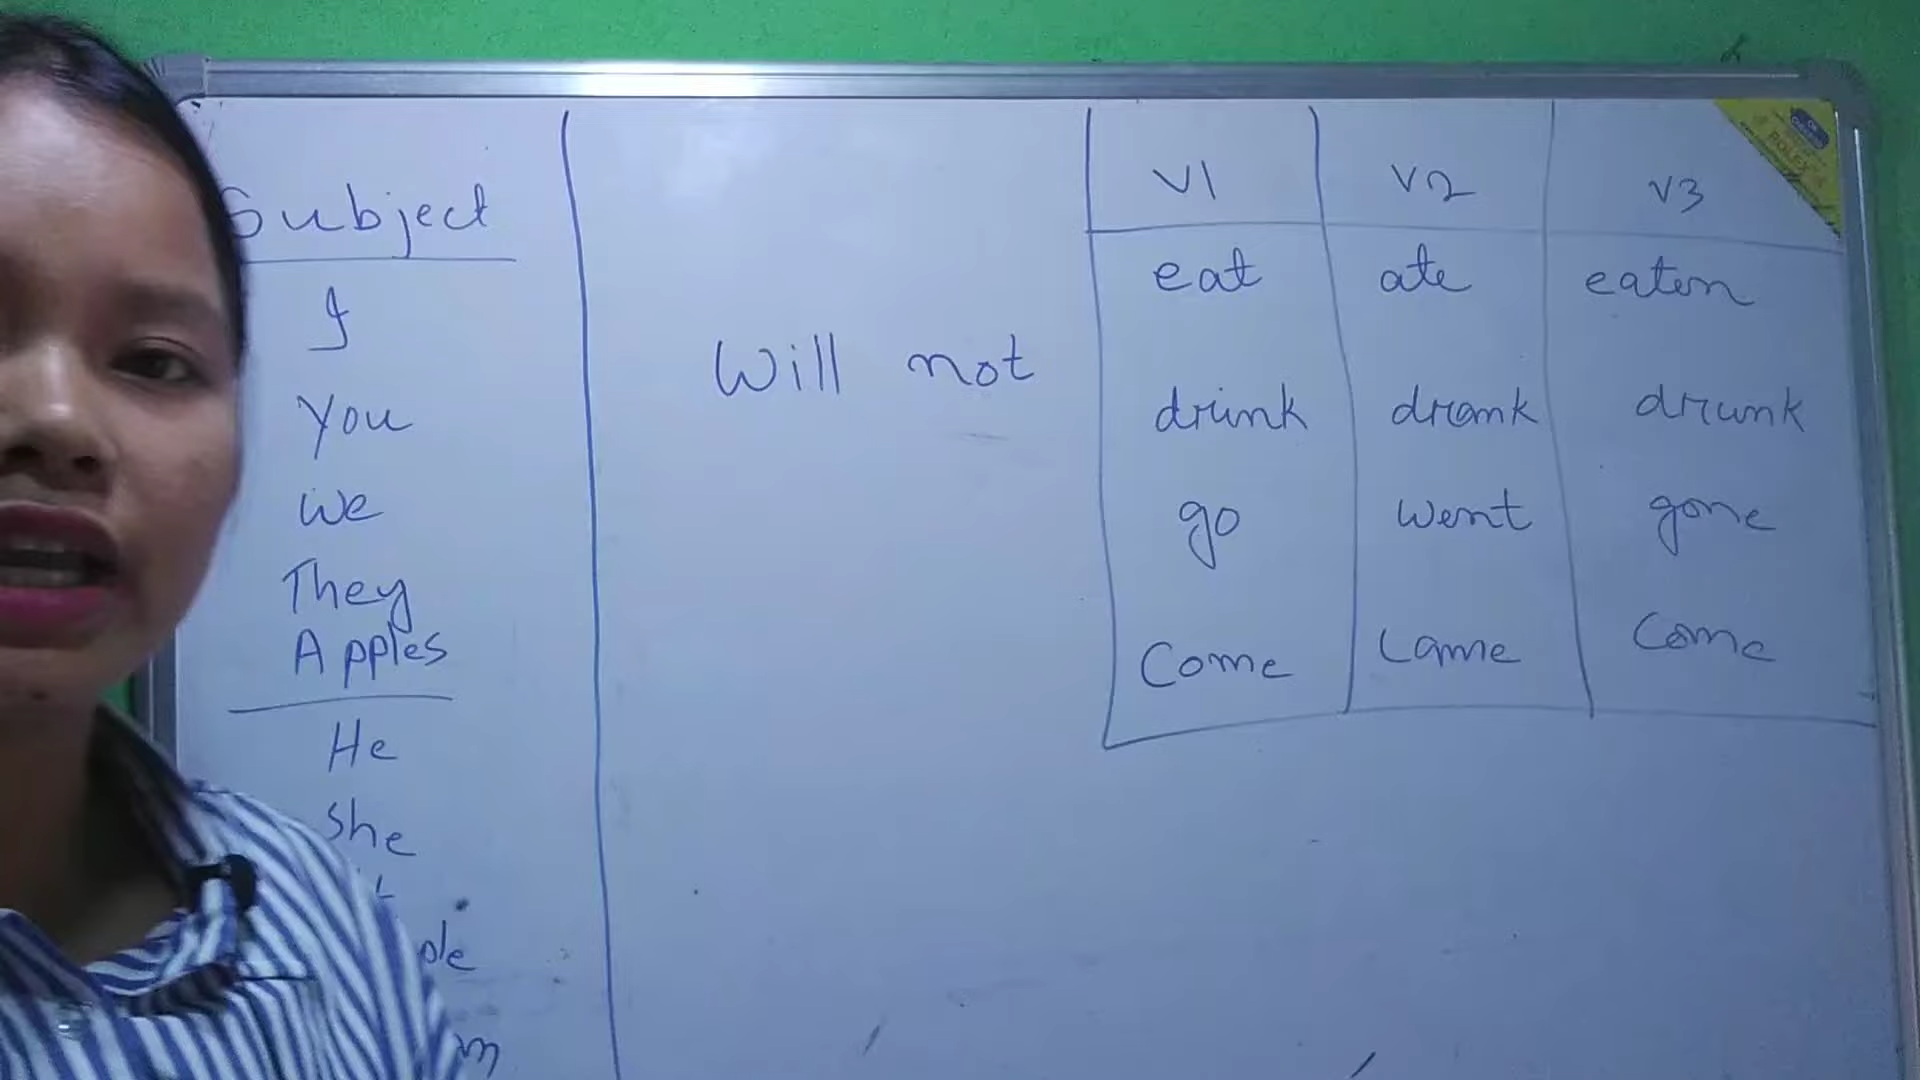 Subject
I
You
We
They
Apples
He
She
Will not
V1 V2 V3
eat ate eaten
drink drank drunk
go went gone
Come Came Come